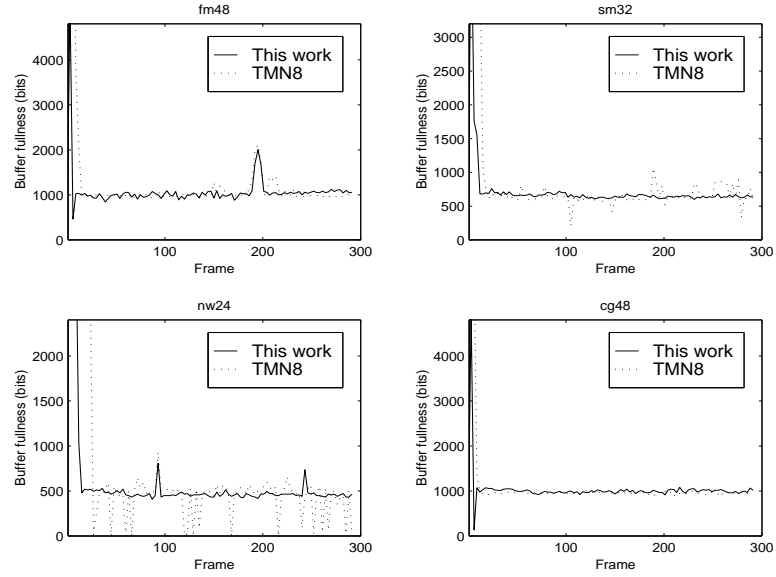 fm48
Buffer fullness (bits)
4000
3000
2000
1000
0
100
200
300
Frame
This work
TMN8
sm32
Buffer fullness (bits)
3000
2500
2000
1500
1000
500
0
100
200
300
Frame
This work
TMN8
nw24
Buffer fullness (bits)
2000
1500
1000
500
0
100
200
300
Frame
This work
TMN8
cg48
Buffer fullness (bits)
4000
3000
2000
1000
0
100
200
300
Frame
This work
TMN8